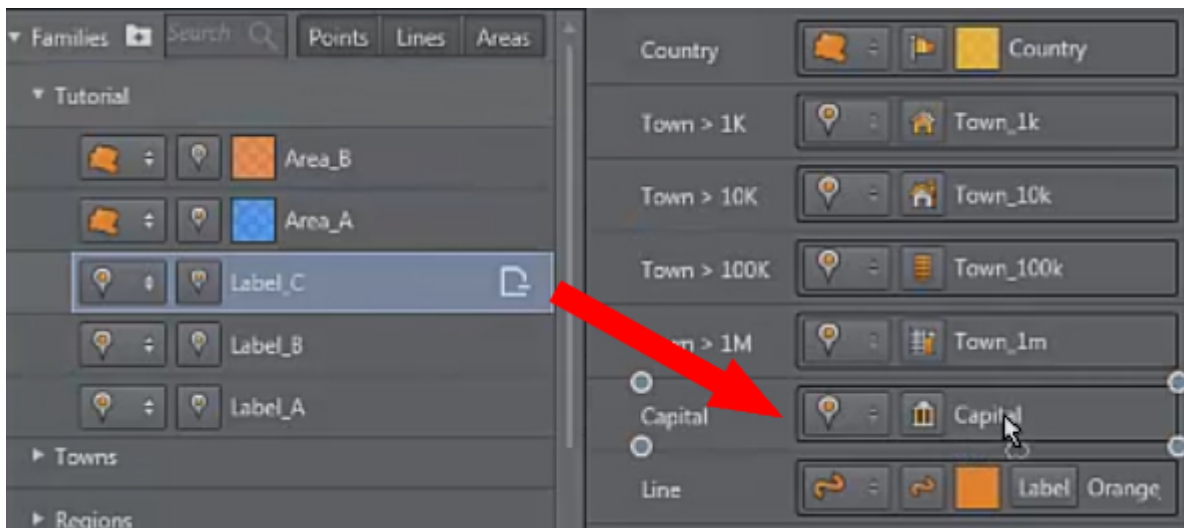 Families Search Points Lines Areas
Tutorial
Area_B
Area_A
Label_C
Label_B
Label_A
Towns
Regions
Country Country
Town > 1K Town_1k
Town > 10K Town_10k
Town > 100K Town_100k
> 1M Town_1m
Capital Capital
Line Label Orange